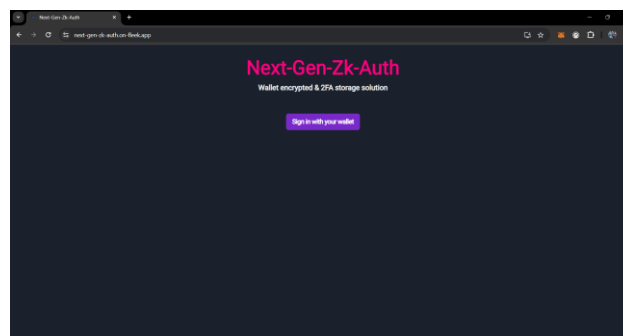 Next-Gen-Zk-Auth
next-gen-zk-auth.on-fleek.app
Next-Gen-Zk-Auth
Wallet encrypted & 2FA storage solution
Sign in with your wallet